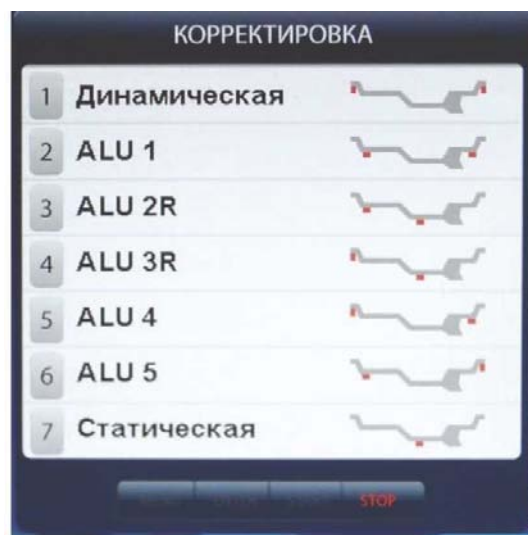 КОРРЕКТИРОВКА
1 Динамическая
2 ALU 1
3 ALU 2R
4 ALU 3R
5 ALU 4
6 ALU 5
7 Статическая
STOP